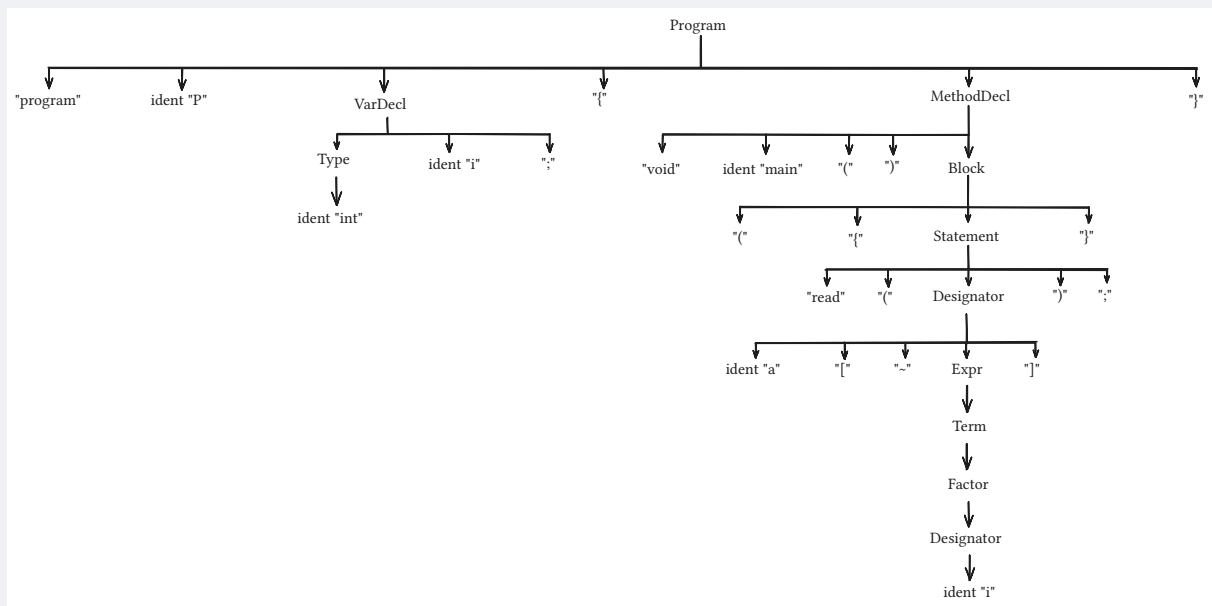 Program
"program" ident "P" VarDecl "{" MethodDecl "}"
Type ident "i" ";" "void" ident "main" "(" ")" Block
ident "int"
"(" "{" Statement "}"
"read" "(" Designator ")" ";"
ident "a" "[" "~" Expr "]"
Term
Factor
Designator
ident "i"